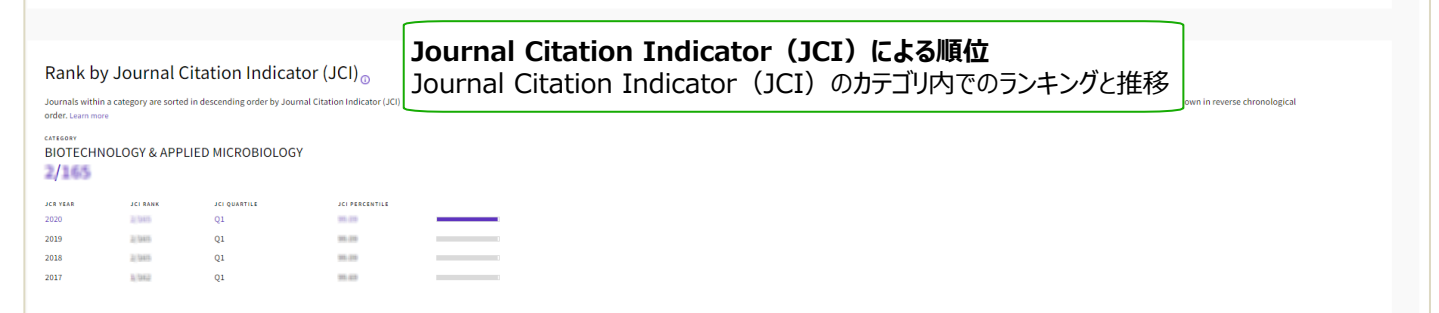 Journal Citation Indicator（JCI）による順位
Journal Citation Indicator（JCI）のカテゴリ内でのランキングと推移
Rank by Journal Citation Indicator (JCI)
Journals within a category are sorted in descending order by Journal Citation Indicator (JCI) own in reverse chronological
order. Learn more
CATEGORY
BIOTECHNOLOGY & APPLIED MICROBIOLOGY
2/165
JCR YEAR JCI RANK JCI QUARTILE JCI PERCENTILE
2020 Q1
2019 Q1
2018 Q1
2017 Q1